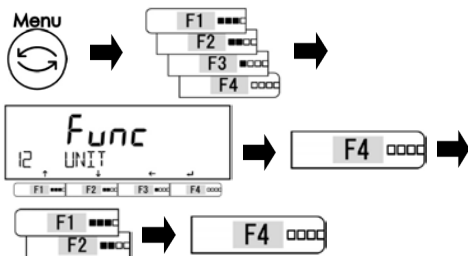 Menu
F1
F2
F3
F4
Func
12 UNIT
↑ ↓ ← ↵
F1 F2 F3 F4
F4
F1
F2
F4